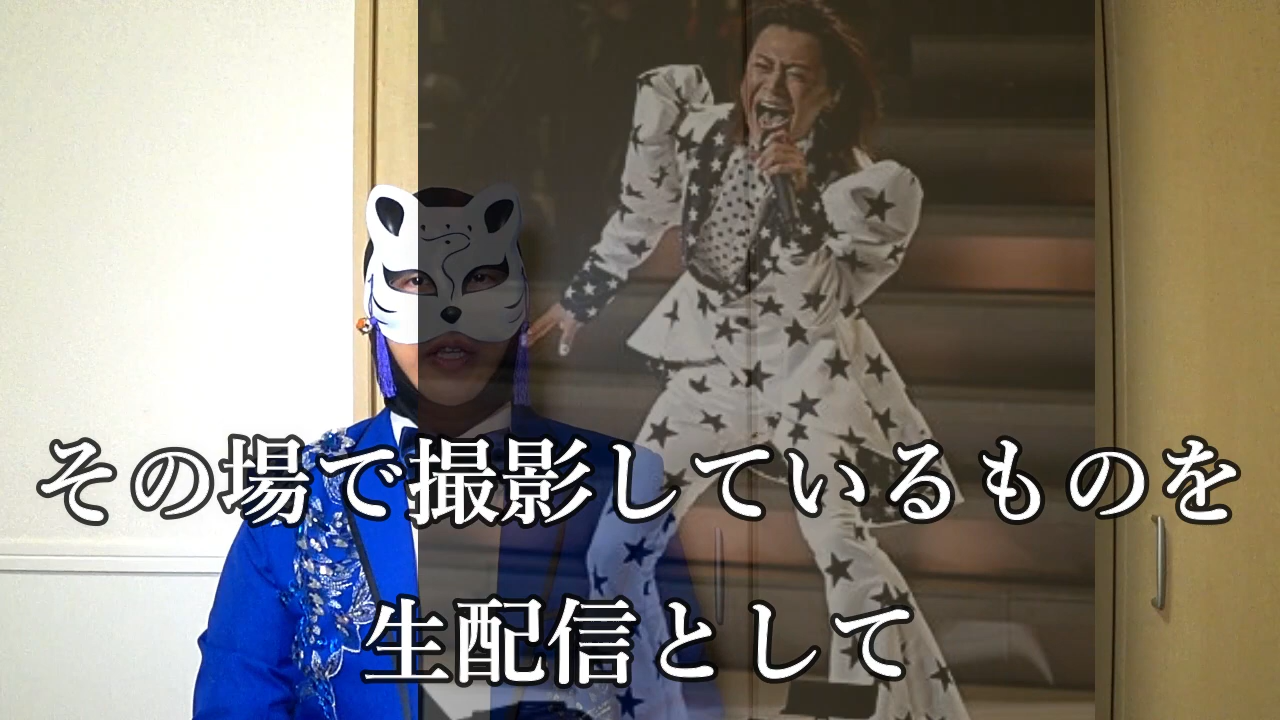 その場で撮影しているものを
生配信として